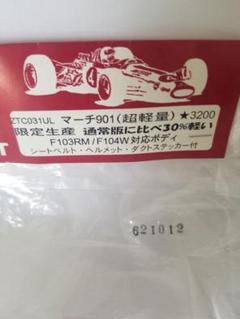 ZTC031UL マーチ901(超軽量)★3200
限定生産 通常版に比べ30%軽い
F103RM/F104W対応ボディ
シートベルト・ヘルメット・ダクトステッカー付
T
621012